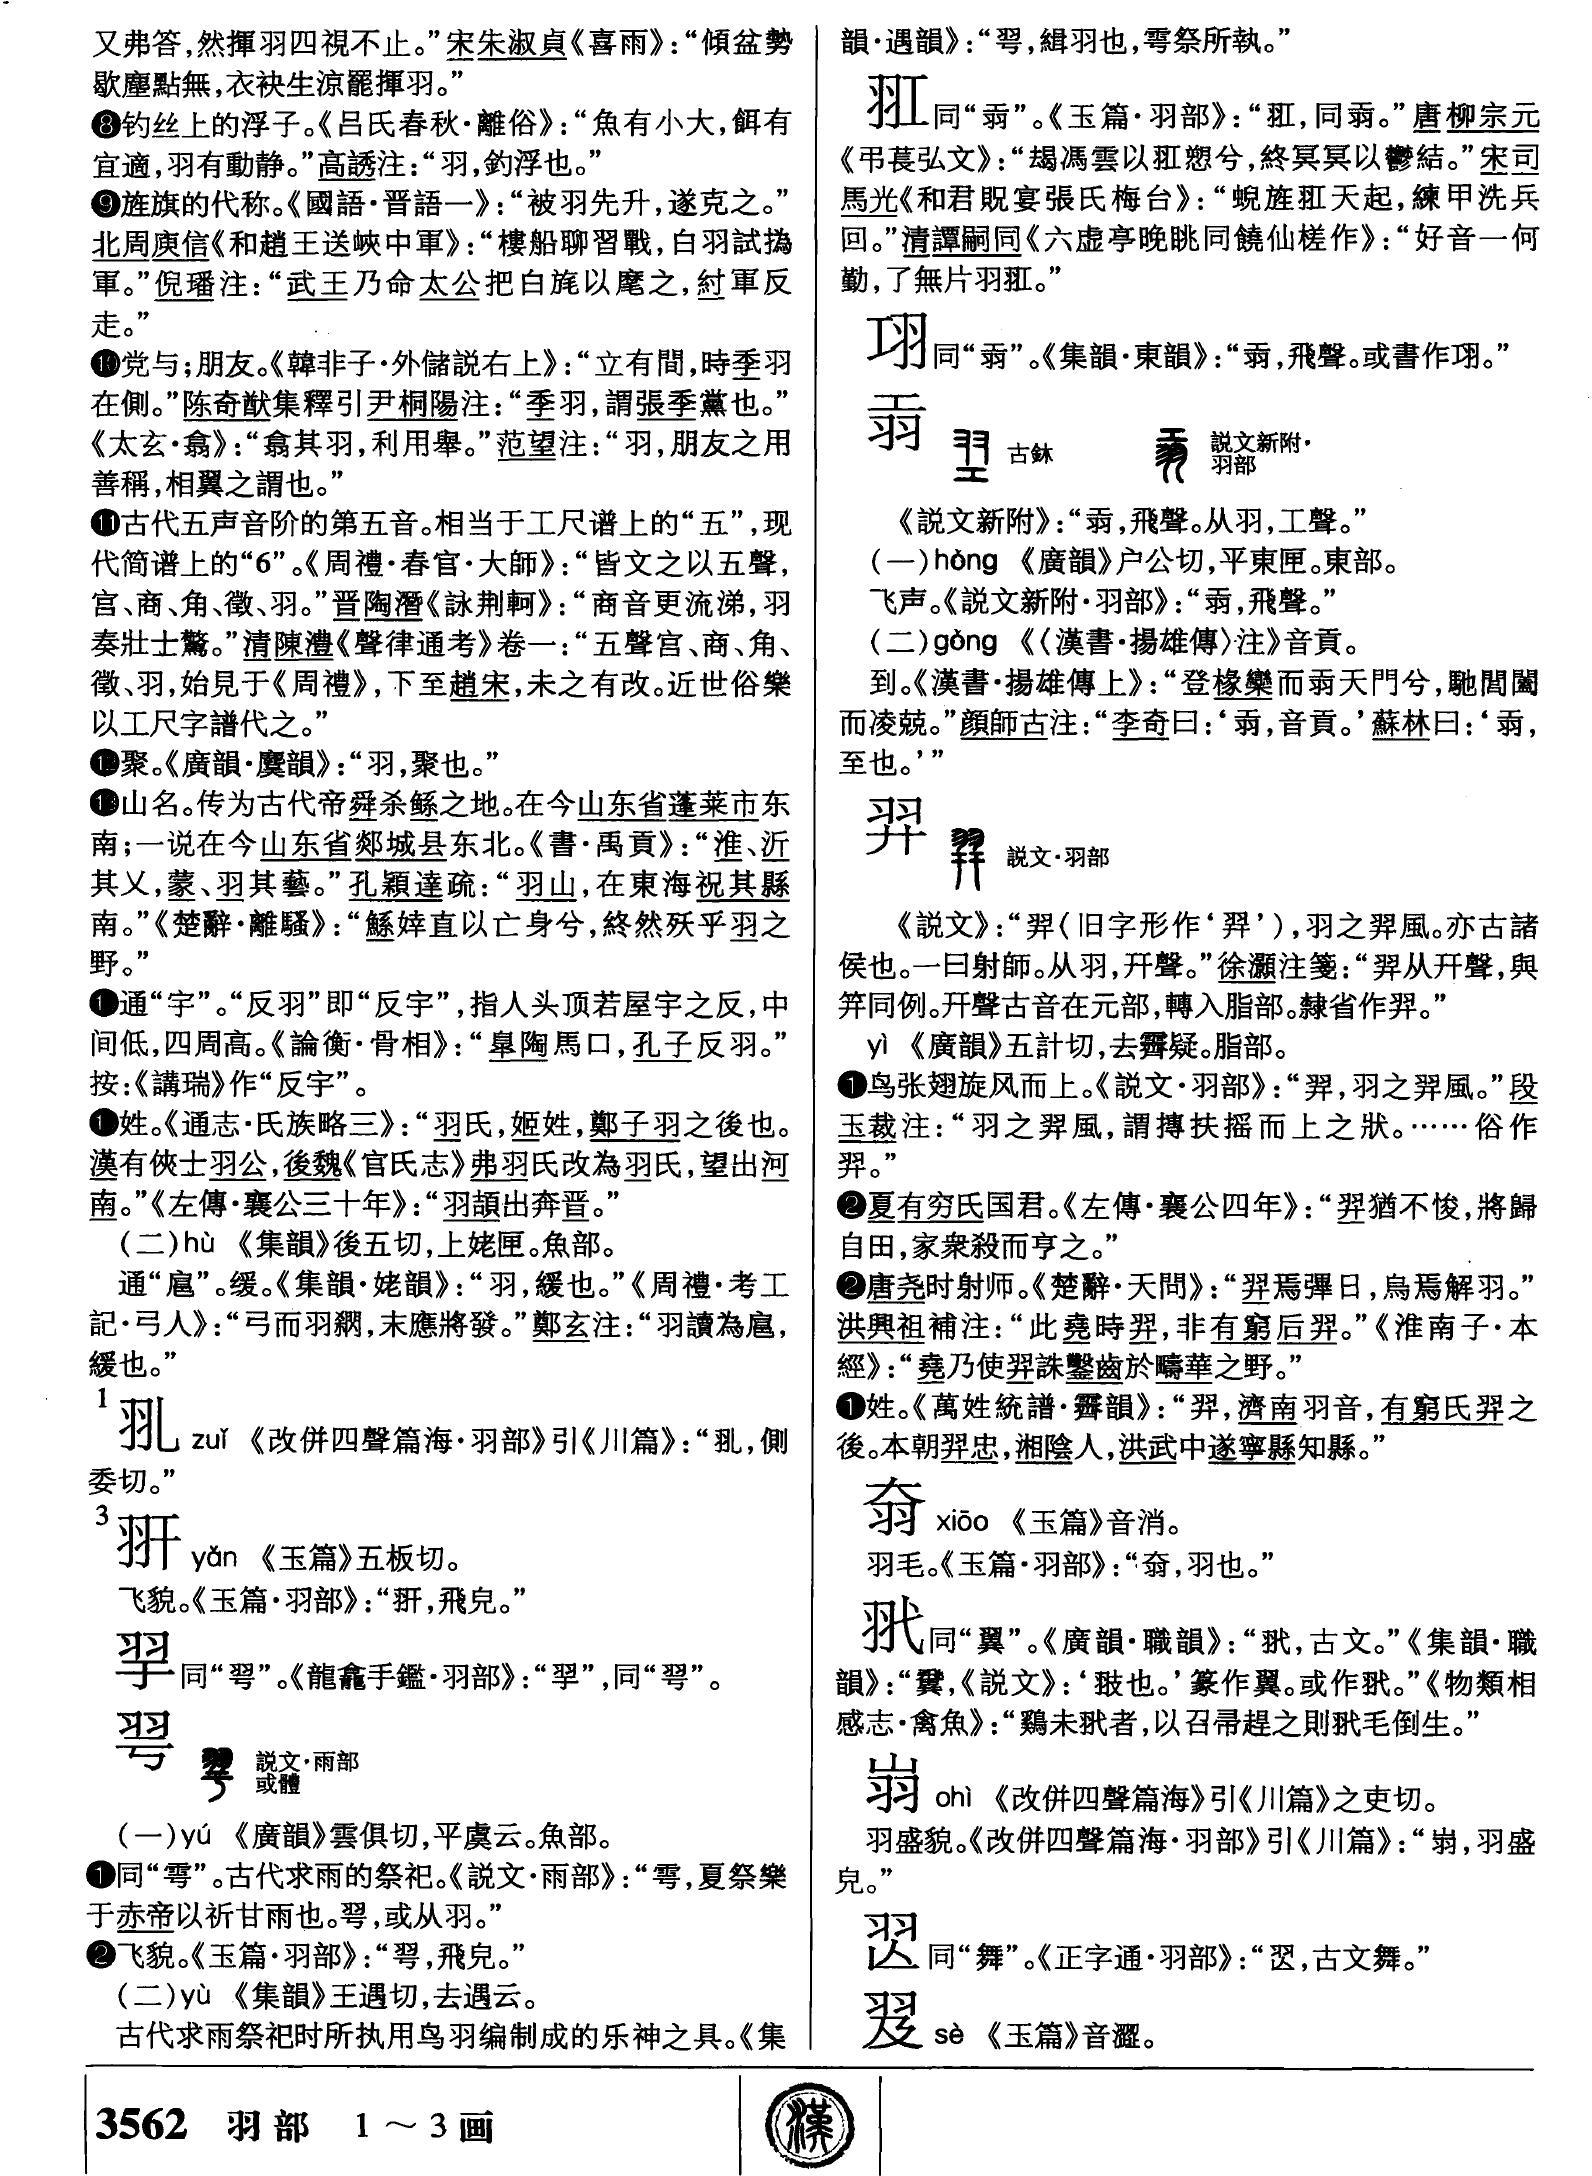 又弗答，然揮羽四視不止。”宋朱淑貞《喜雨》：“傾盆勢
歇塵點無，衣袂生涼罷揮羽。”
❽钓丝上的浮子。《吕氏春秋·離俗》：“魚有小大，餌有
宜適，羽有動静。”高誘注：“羽，釣浮也。”
❾旌旗的代称。《國語·晋語一》：“被羽先升，遂克之。”
北周庾信《和趙王送峽中軍》：“樓船聊習戰，白羽試撝
軍。”倪璠注：“武王乃命太公把白旄以麾之，紂軍反
走。”
❿党与；朋友。《韓非子·外儲説右上》：“立有間，時季羽
在側。”陈奇猷集釋引尹桐陽注：“季羽，謂張季黨也。”
《太玄·翕》：“翕其羽，利用舉。”范望注：“羽，朋友之用
善稱，相翼之謂也。”
⓫古代五声音阶的第五音。相当于工尺谱上的“五”，现
代简谱上的“6”。《周禮·春官·大師》：“皆文之以五聲，
宫、商、角、徵、羽。”晋陶潛《詠荆軻》：“商音更流涕，羽
奏壯士驚。”清陳澧《聲律通考》卷一：“五聲宫、商、角、
徵、羽，始見于《周禮》，下至趙宋，未之有改。近世俗樂
以工尺字譜代之。”
聚。《廣韻·麌韻》：“羽，聚也。”
山名。传为古代帝舜杀鲧之地。在今山东省蓬莱市东
南；一说在今山东省郯城县东北。《書·禹貢》：“淮、沂
其乂，蒙、羽其藝。”孔穎達疏：“羽山，在東海祝其縣
南。”《楚辭·離騷》：“鯀婞直以亡身兮，終然殀乎羽之
野。”
通“宇”。“反羽”即“反宇”，指人头顶若屋宇之反，中
间低，四周高。《論衡·骨相》：“臯陶馬口，孔子反羽。”
按：《講瑞》作“反宇”。
姓。《通志·氏族略三》：“羽氏，姬姓，鄭子羽之後也。
漢有俠士羽公，後魏《官氏志》弗羽氏改為羽氏，望出河
南。”《左傳·襄公三十年》：“羽頡出奔晋。”
（二）hù 《集韻》後五切，上姥匣。魚部。
通“扈”。缓。《集韻·姥韻》：“羽，緩也。”《周禮·考工
記·弓人》：“弓而羽閷，末應將發。”鄭玄注：“羽讀為扈，
緩也。”
1
zuǐ 《改併四聲篇海·羽部》引《川篇》：“，側
委切。”
3
羿 yǎn 《玉篇》五板切。
飞貌。《玉篇·羽部》：“，飛皃。”
同“翌”。《龍龕手鑑·羽部》：“”，同“”。
説文·雨部
或體
（一）yú 《廣韻》雲俱切，平虞云。魚部。
❶同“雩”。古代求雨的祭祀。《説文·雨部》：“雩，夏祭樂
于赤帝以祈甘雨也。，或从羽。”
❷飞貌。《玉篇·羽部》：“，飛皃。”
（二）yù 《集韻》王遇切，去遇云。
古代求雨祭祀时所执用鸟羽编制成的乐神之具。《集
韻·遇韻》：“，緝羽也，雩祭所執。”
羾同“翁”。《玉篇·羽部》：“羾，同。”唐柳宗元
《弔萇弘文》：“朅馮雲以羾愬兮，終冥冥以鬱結。”宋司
馬光《和君貺宴張氏梅台》：“蜺旌羾天起，練甲洗兵
回。”清譚嗣同《六虚亭晚眺同饒仙槎作》：“好音一何
勤，了無片羽羾。”
同“”。《集韻·東韻》：“，飛聲。或書作。”
古鉨
説文新附·
羽部
《説文新附》：“，飛聲。从羽，工聲。”
（一）hóng 《廣韻》户公切，平東匣。東部。
飞声。《説文新附·羽部》：“，飛聲。”
（二）gòng 《〈漢書·揚雄傳〉注》音貢。
到。《漢書·揚雄傳上》：“登椽欒而天門兮，馳閶闔
而凌兢。”顔師古注：“李奇曰：‘，音貢。’蘇林曰：‘，
至也。’”
羿
説文·羽部
《説文》：“羿（旧字形作‘羿’），羽之羿風。亦古諸
侯也。一曰射師。从羽，幵聲。”徐灝注箋：“羿从幵聲，與
笄同例。幵聲古音在元部，轉入脂部。隸省作羿。”
yì 《廣韻》五計切，去霽疑。脂部。
❶鸟张翅旋风而上。《説文·羽部》：“羿，羽之羿風。”段
玉裁注：“羽之羿風，謂摶扶摇而上之狀。……俗作
羿。”
❷夏有穷氏国君。《左傳·襄公四年》：“羿猶不悛，將歸
自田，家衆殺而亨之。”
❷唐尧时射师。《楚辭·天問》：“羿焉彃日，烏焉解羽。”
洪興祖補注：“此堯時羿，非有窮后羿。”《淮南子·本
經》：“堯乃使羿誅鑿齒於疇華之野。”
❶姓。《萬姓統譜·霽韻》：“羿，濟南羽音，有窮氏羿之
後。本朝羿忠，湘陰人，洪武中遂寧縣知縣。”
xiāo 《玉篇》音消。
羽毛。《玉篇·羽部》：“，羽也。”
同“翼”。《廣韻·職韻》：“，古文。”《集韻·職
韻》：“，《説文》：‘翄也。’篆作翼。或作。”《物類相
感志·禽魚》：“鷄未者，以召帚趕之則毛倒生。”
chì 《改併四聲篇海》引《川篇》之吏切。
羽盛貌。《改併四聲篇海·羽部》引《川篇》：“，羽盛
皃。”
同“舞”。《正字通·羽部》：“，古文舞。”
sè 《玉篇》音澀。
3562 羽部 1～3画
漢